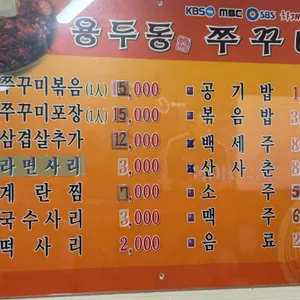 KBS MBC SBS
용두동 쭈꾸미
쭈꾸미볶음(1人) 15,000
쭈꾸미포장(1人) 15,000
삼겹살추가 12,000
라면사리 3,000
계란찜
국수사리 3,000
떡사리 2,000
공기밥
볶음밥
백세주
산사춘
소주
맥주
음료